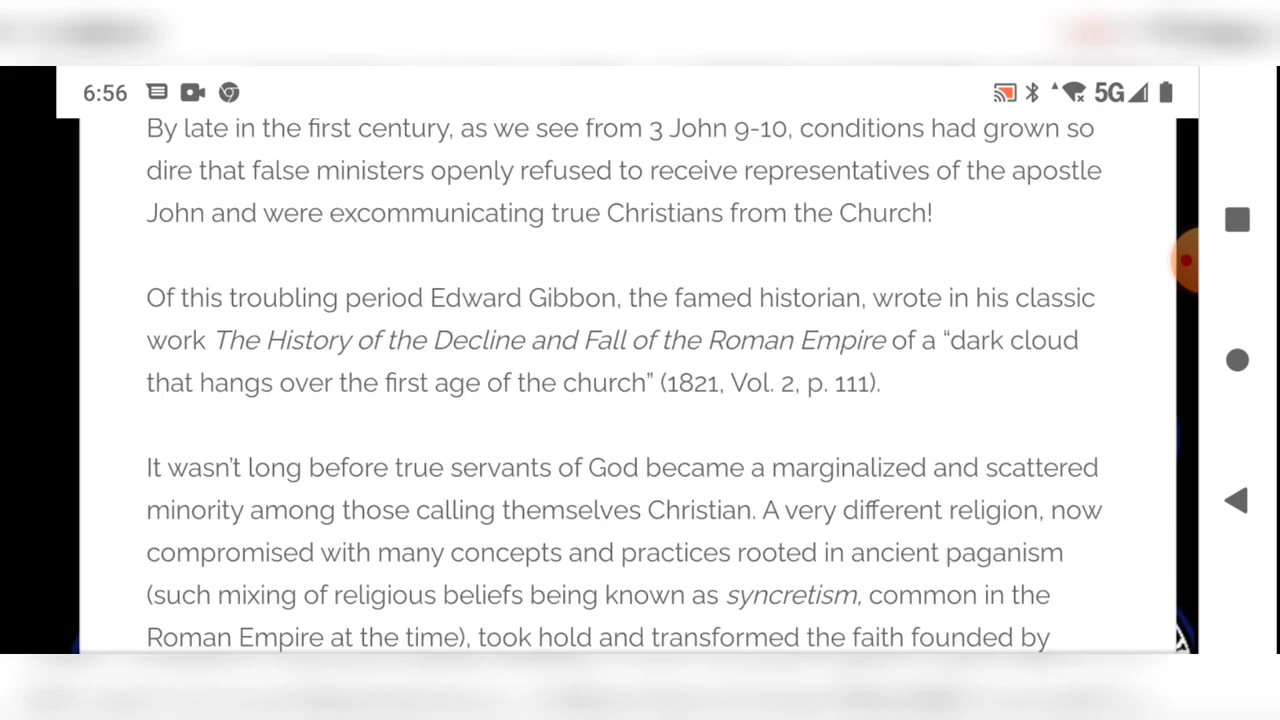 6:56
5G
By late in the first century, as we see from 3 John 9-10, conditions had grown so
dire that false ministers openly refused to receive representatives of the apostle
John and were excommunicating true Christians from the Church!
Of this troubling period Edward Gibbon, the famed historian, wrote in his classic
work The History of the Decline and Fall of the Roman Empire of a “dark cloud
that hangs over the first age of the church” (1821, Vol. 2, p. 111).
It wasn’t long before true servants of God became a marginalized and scattered
minority among those calling themselves Christian. A very different religion, now
compromised with many concepts and practices rooted in ancient paganism
(such mixing of religious beliefs being known as syncretism, common in the
Roman Empire at the time), took hold and transformed the faith founded by